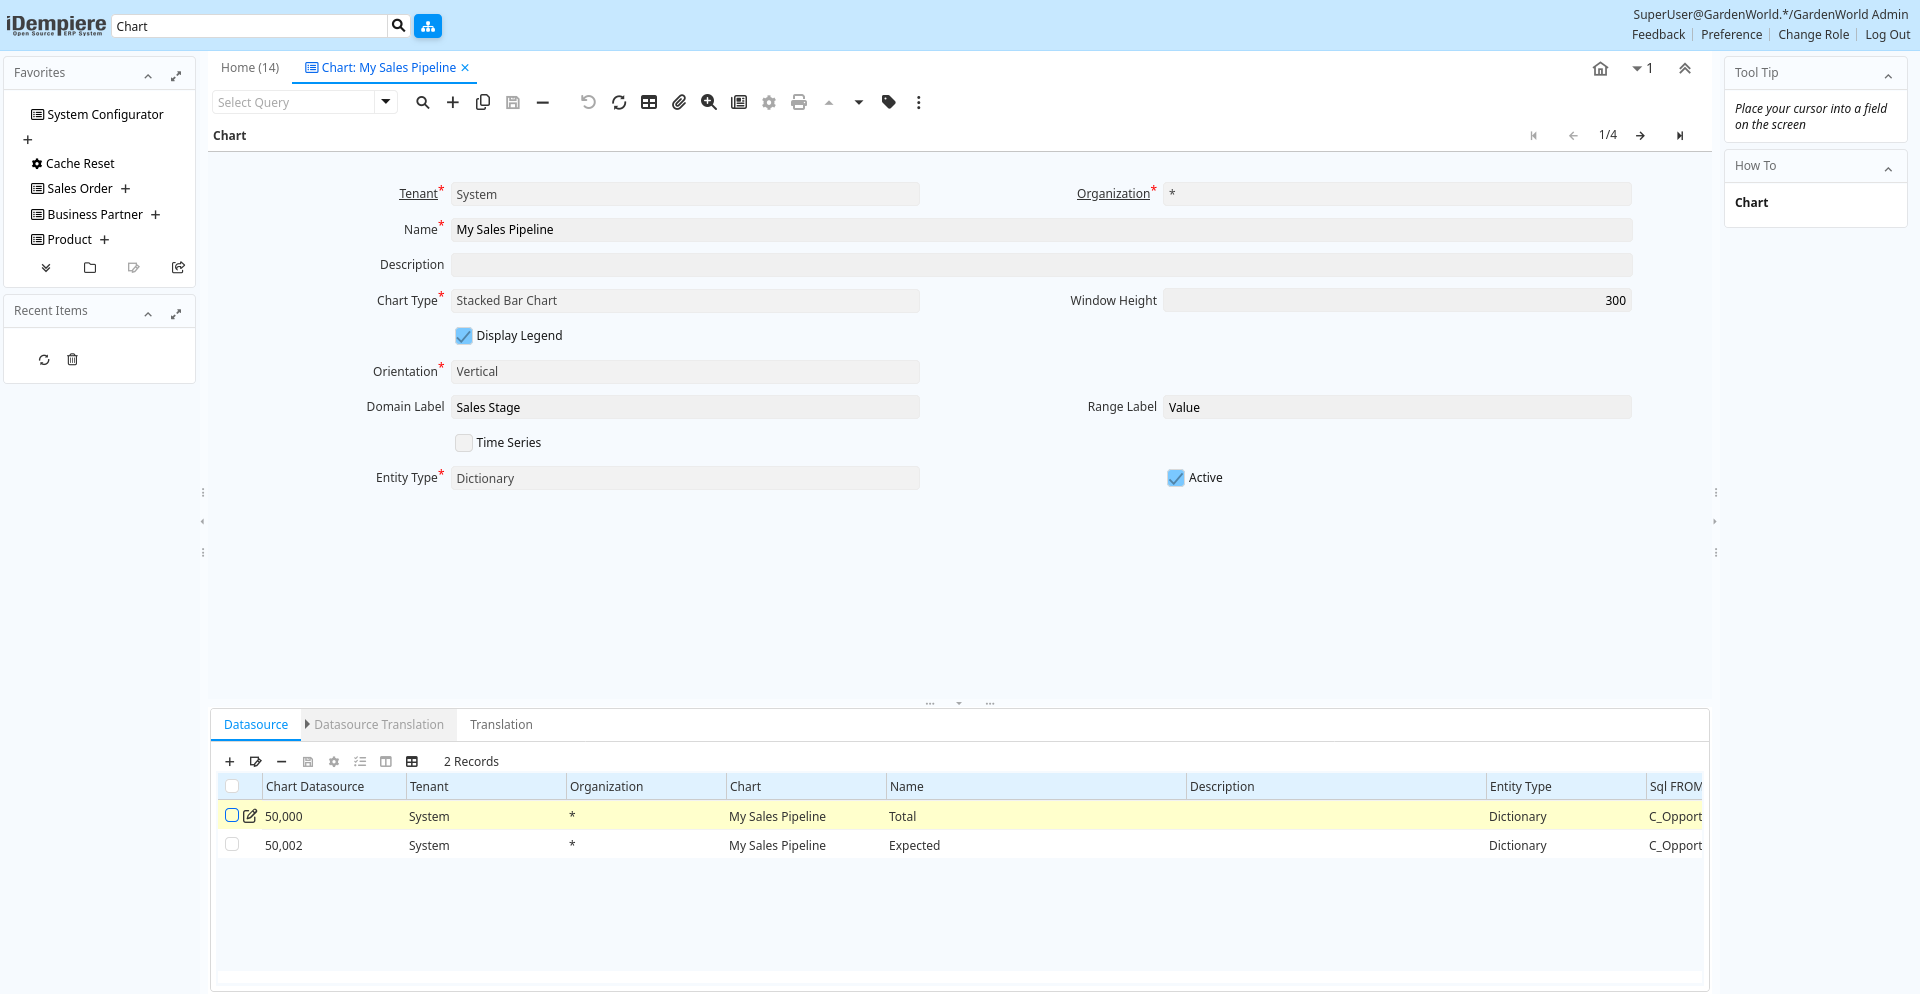 iDempiere
Open Source ERP System
Chart
SuperUser@GardenWorld.*/GardenWorld Admin
Feedback
Preference
Change Role
Log Out
Favorites
System Configurator
+
Cache Reset
Sales Order +
Business Partner +
Product +
Recent Items
Home (14)
Chart: My Sales Pipeline ×
1
Select Query
Chart
1/4
Tenant* System
Organization* *
Name* My Sales Pipeline
Description
Chart Type* Stacked Bar Chart
Window Height 300
Display Legend
Orientation* Vertical
Domain Label Sales Stage
Range Label Value
Time Series
Entity Type* Dictionary
Active
Datasource
Datasource Translation
Translation
2 Records
Chart Datasource Tenant Organization Chart Name Description Entity Type Sql FROM
50,000 System * My Sales Pipeline Total Dictionary C_Opport
50,002 System * My Sales Pipeline Expected Dictionary C_Opport
Tool Tip
Place your cursor into a field
on the screen
How To
Chart